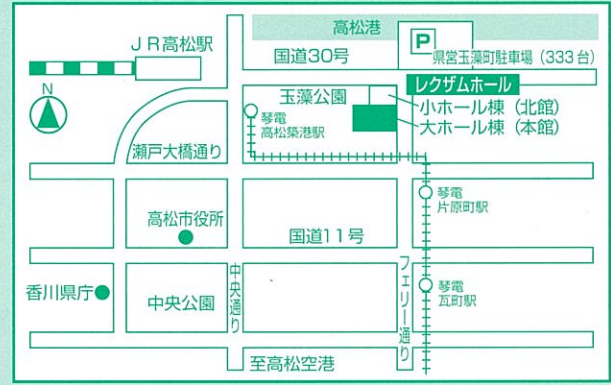 高松港
P
JR高松駅
国道30号
県営玉藻町駐車場(333台)
レクザムホール
N
玉藻公園
小ホール棟(北館)
大ホール棟(本館)
琴電
高松築港駅
瀬戸大橋通り
琴電
片原町駅
高松市役所
国道11号
中央通り
フェリー通り
香川県庁
中央公園
琴電
瓦町駅
至高松空港